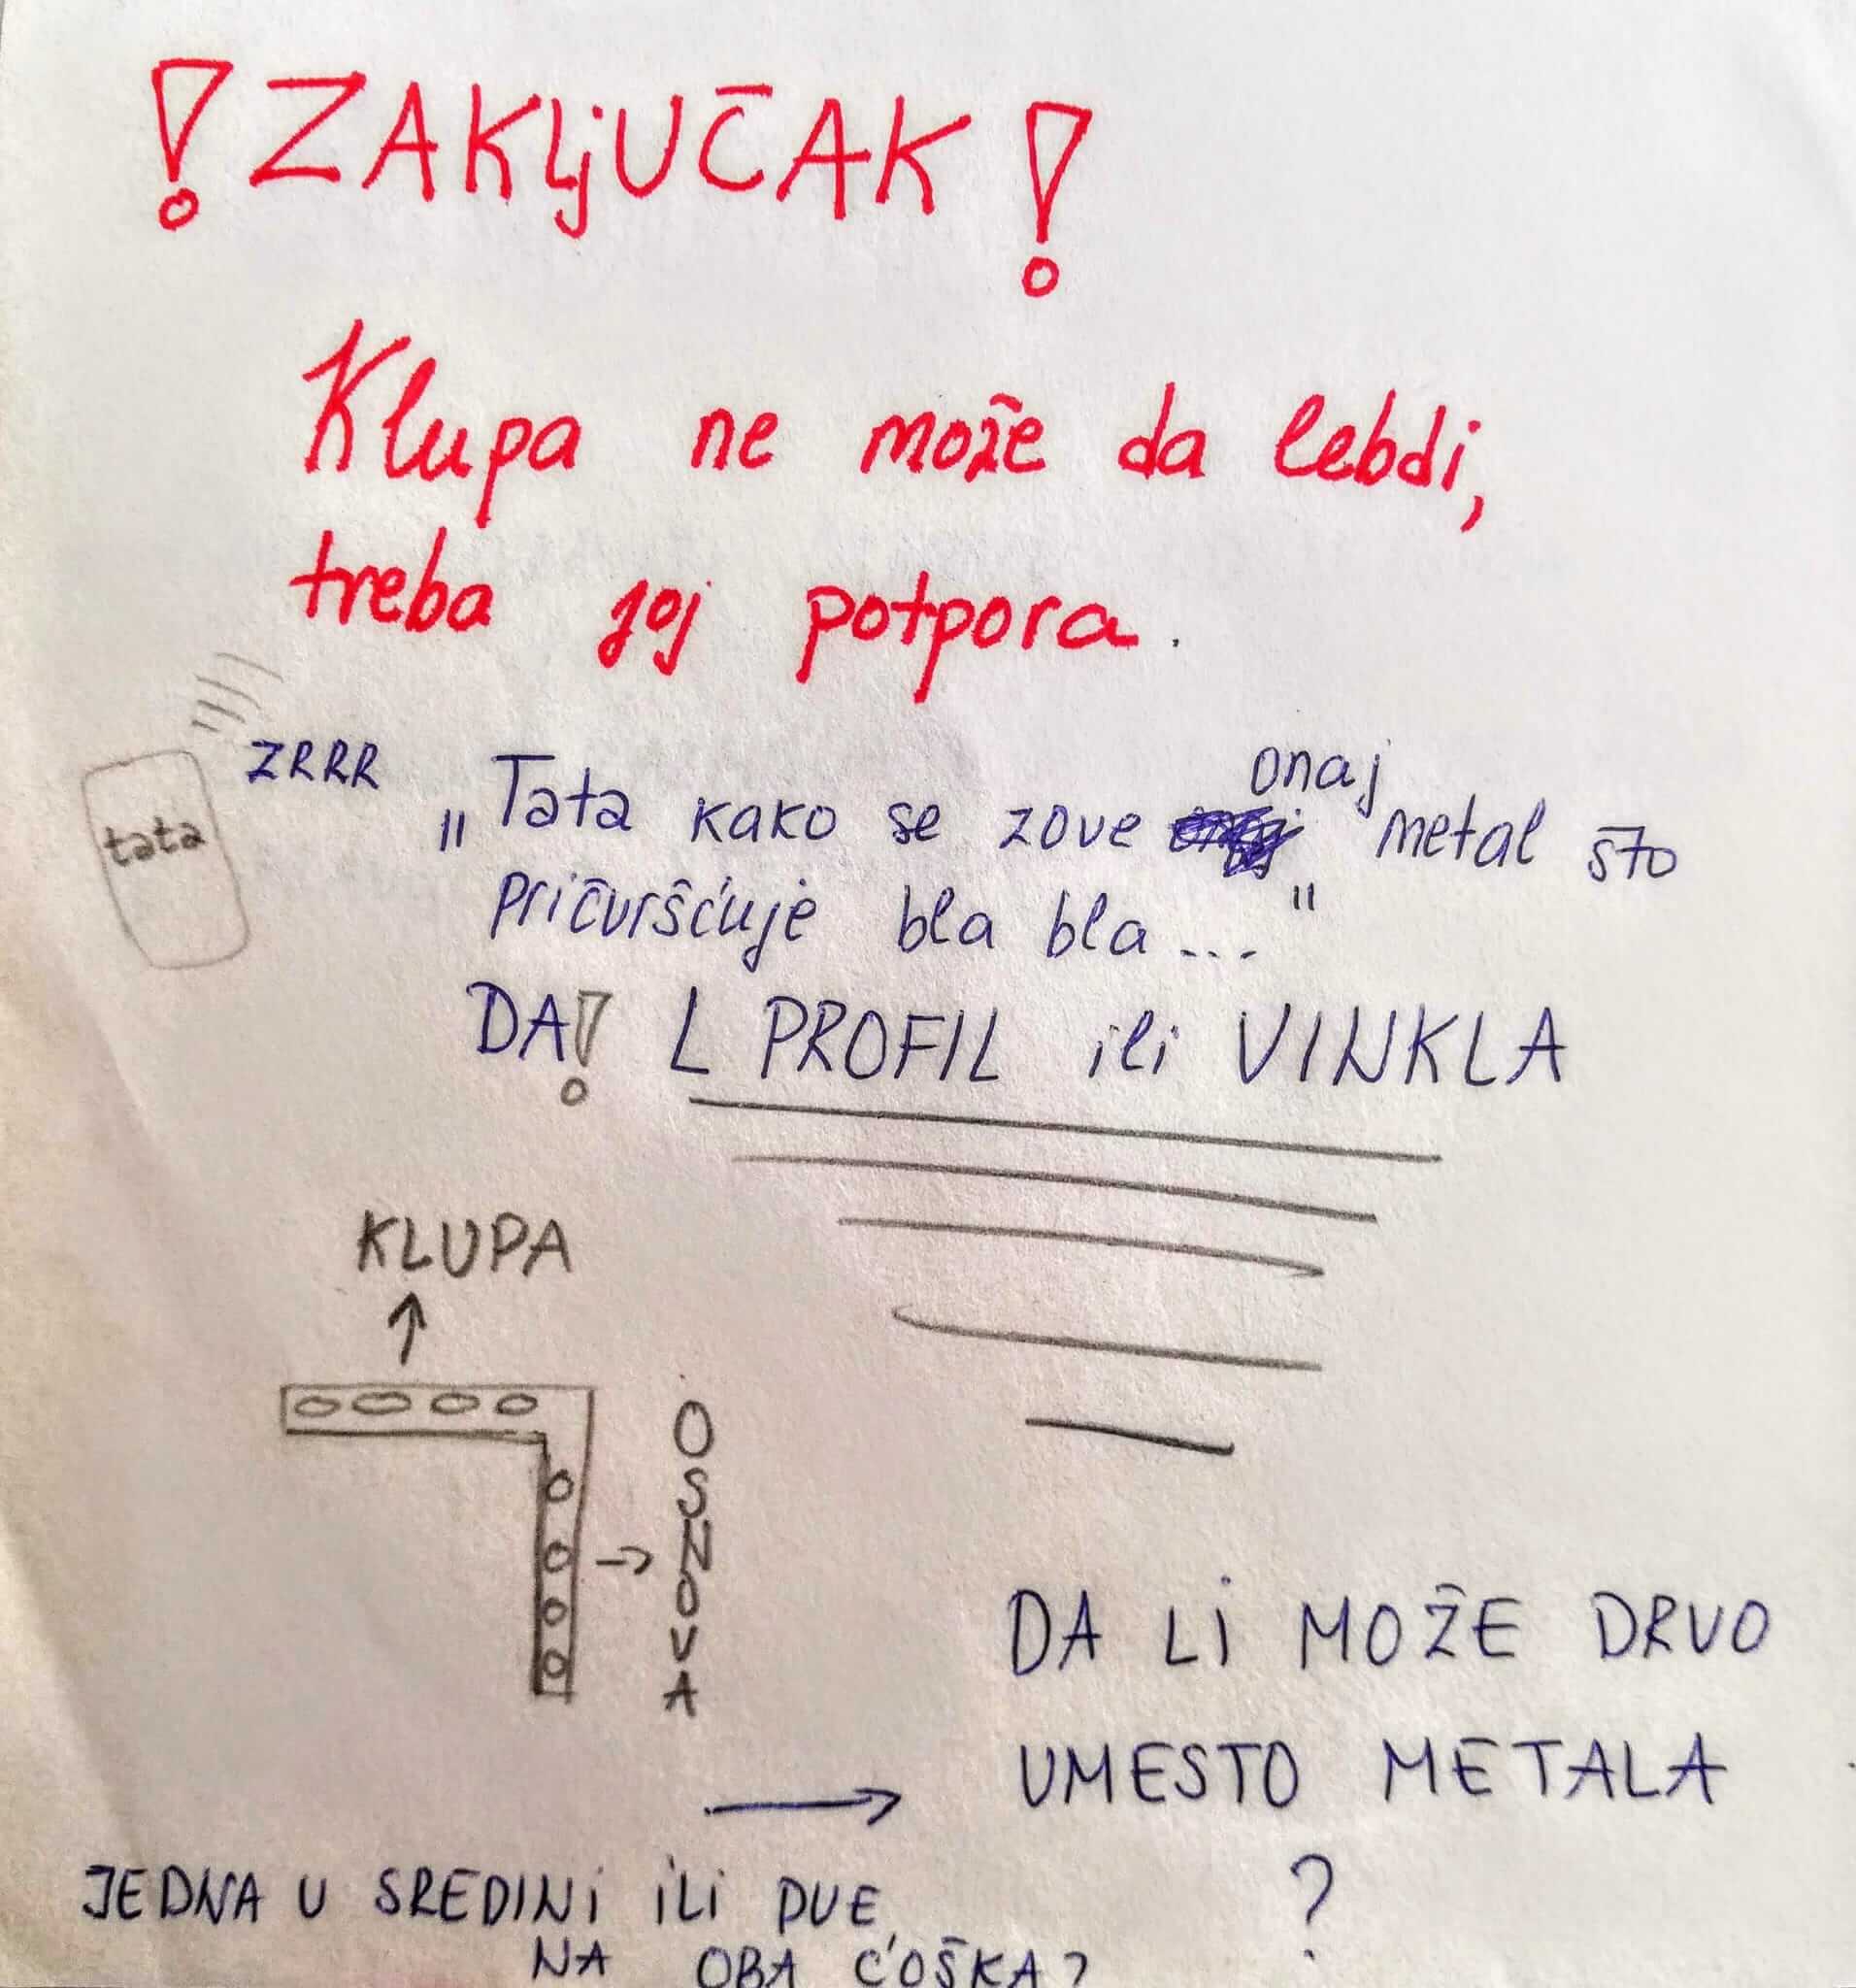 ! ZAKljUČAK !
Klupa ne može da lebdi,
treba joj potpora.
tata
ZRRR
„Tata kako se zove onaj metal što
pričvršćuje bla bla..."
DA! L PROFIL ili VINKLA
KLUPA
↑
→ OSNOVA
DA LI MOŽE DRVO
→ UMESTO METALA
?
JEDNA U SREDINI ILI DVE
NA OBA ĆOŠKA?